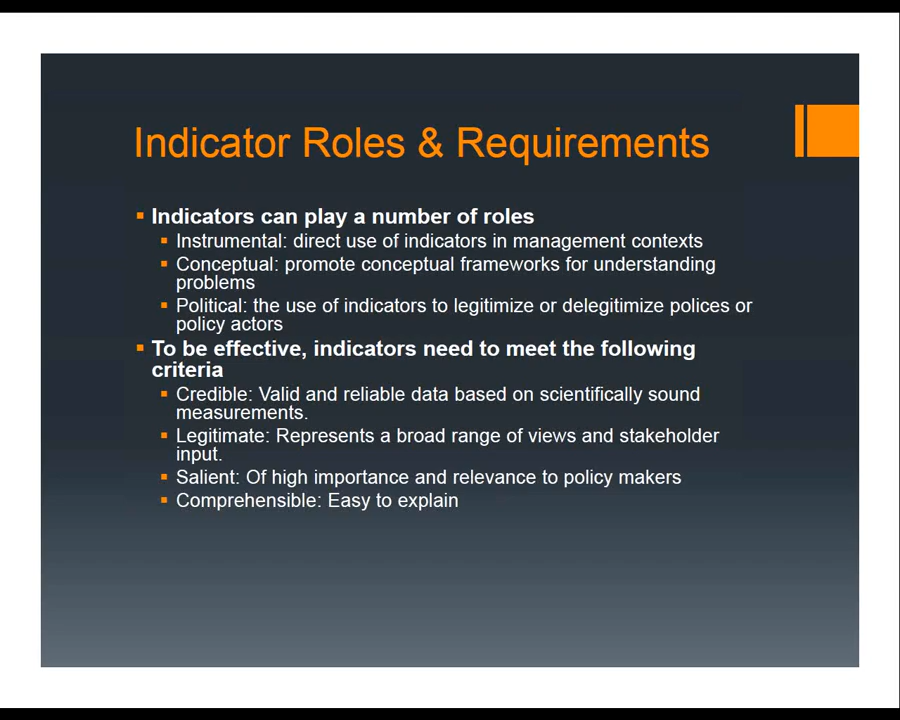 Indicator Roles & Requirements
Indicators can play a number of roles
Instrumental: direct use of indicators in management contexts
Conceptual: promote conceptual frameworks for understanding
problems
Political: the use of indicators to legitimize or delegitimize polices or
policy actors
To be effective, indicators need to meet the following
criteria
Credible: Valid and reliable data based on scientifically sound
measurements.
Legitimate: Represents a broad range of views and stakeholder
input.
Salient: Of high importance and relevance to policy makers
Comprehensible: Easy to explain